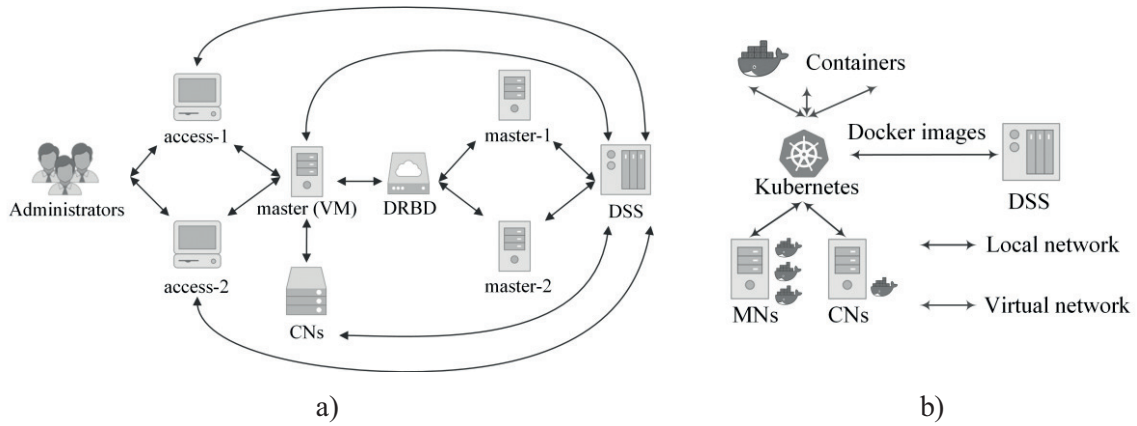 access-1
master-1
Administrators
master (VM)
DRBD
DSS
access-2
master-2
CNs
a)
Containers
Docker images
Kubernetes
DSS
Local network
MNs
CNs
Virtual network
b)